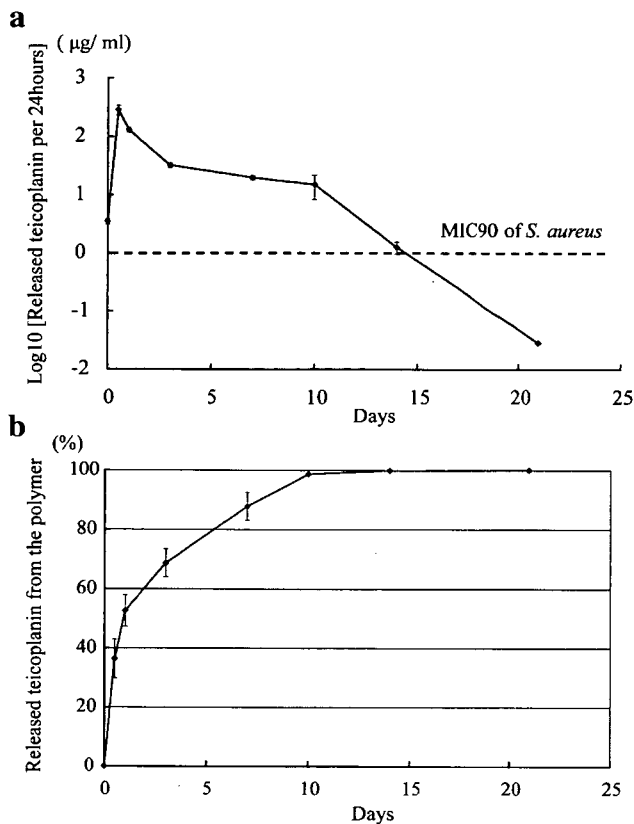 a
( μg/ ml)
Log10 [Released teicoplanin per 24hours]
3
2
1
0
-1
-2
MIC90 of S. aureus
0 5 10 15 20 25
Days
b
(%)
Released teicoplanin from the polymer
100
80
60
40
20
0
0 5 10 15 20 25
Days